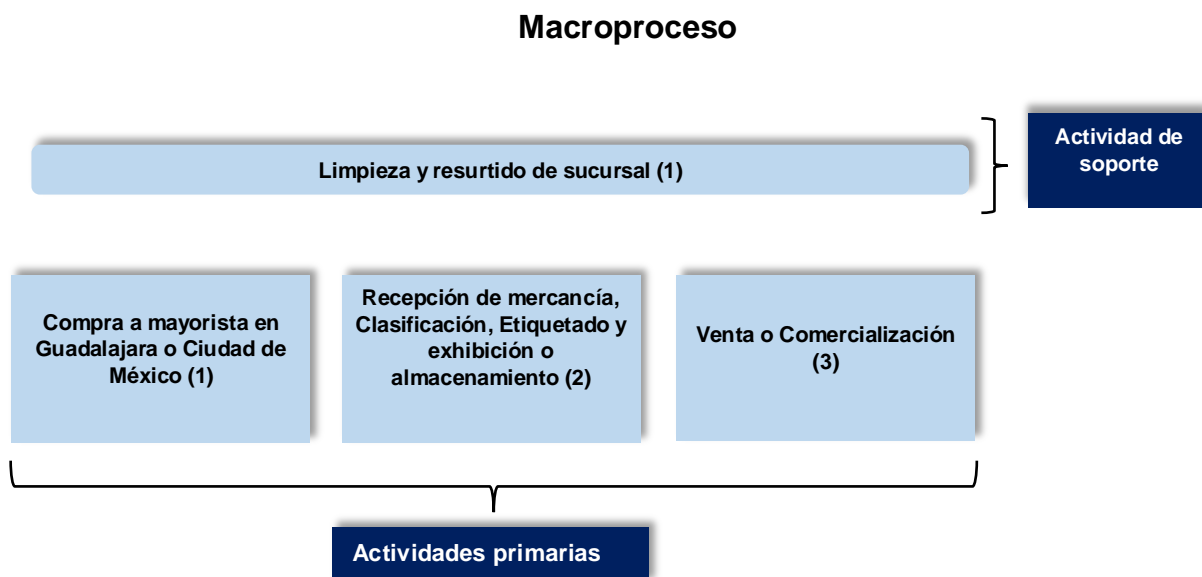 Macroproceso
Actividad de
soporte
Limpieza y resurtido de sucursal (1)
Compra a mayorista en
Guadalajara o Ciudad de
México (1)
Recepción de mercancía,
Clasificación, Etiquetado y
exhibición o
almacenamiento (2)
Venta o Comercialización
(3)
Actividades primarias